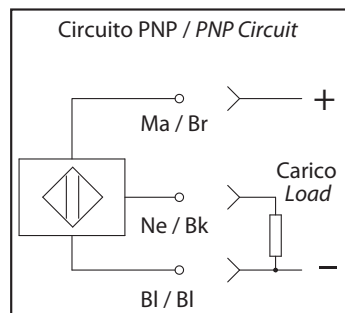 Circuito PNP / PNP Circuit
+
Ma / Br
Carico
Load
Ne / Bk
–
Bl / Bl